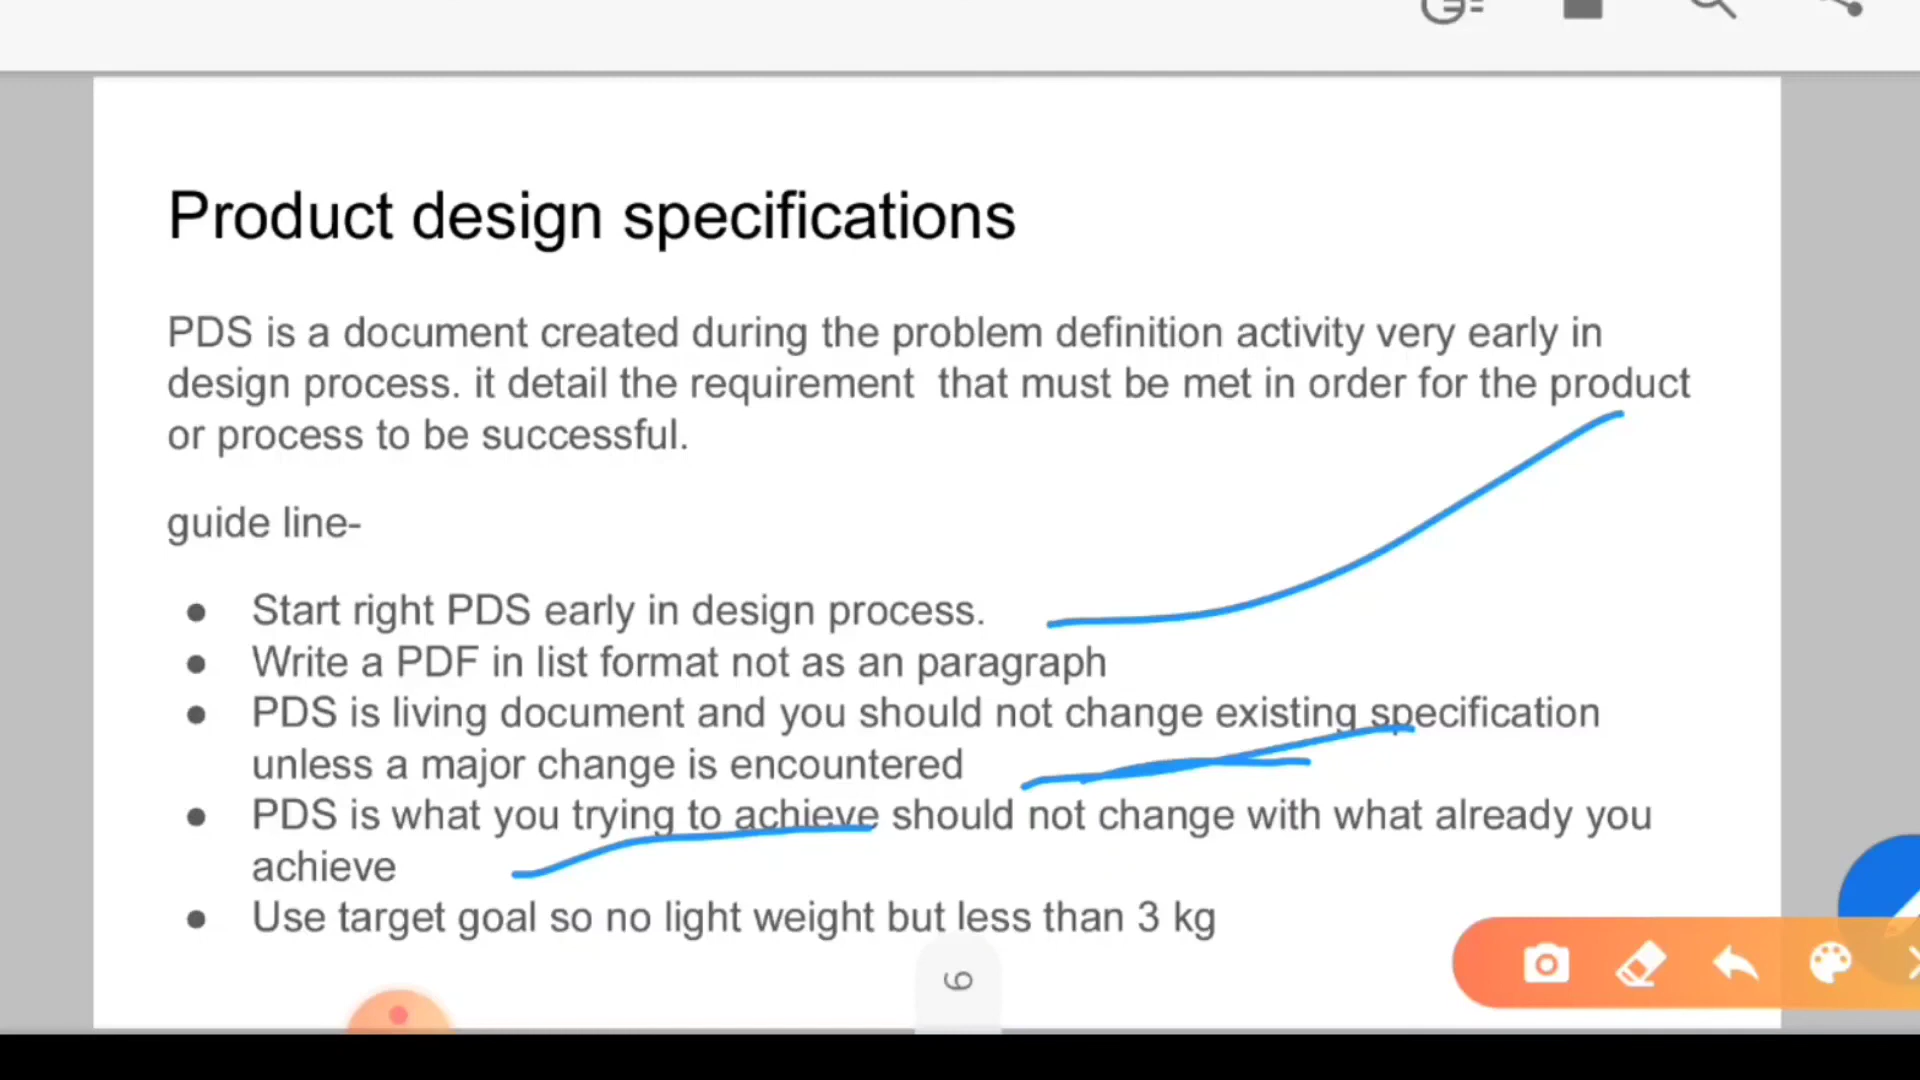 Product design specifications
PDS is a document created during the problem definition activity very early in
design process. it detail the requirement that must be met in order for the product
or process to be successful.
guide line-
● Start right PDS early in design process.
● Write a PDF in list format not as an paragraph
● PDS is living document and you should not change existing specification
unless a major change is encountered
● PDS is what you trying to achieve should not change with what already you
achieve
● Use target goal so no light weight but less than 3 kg